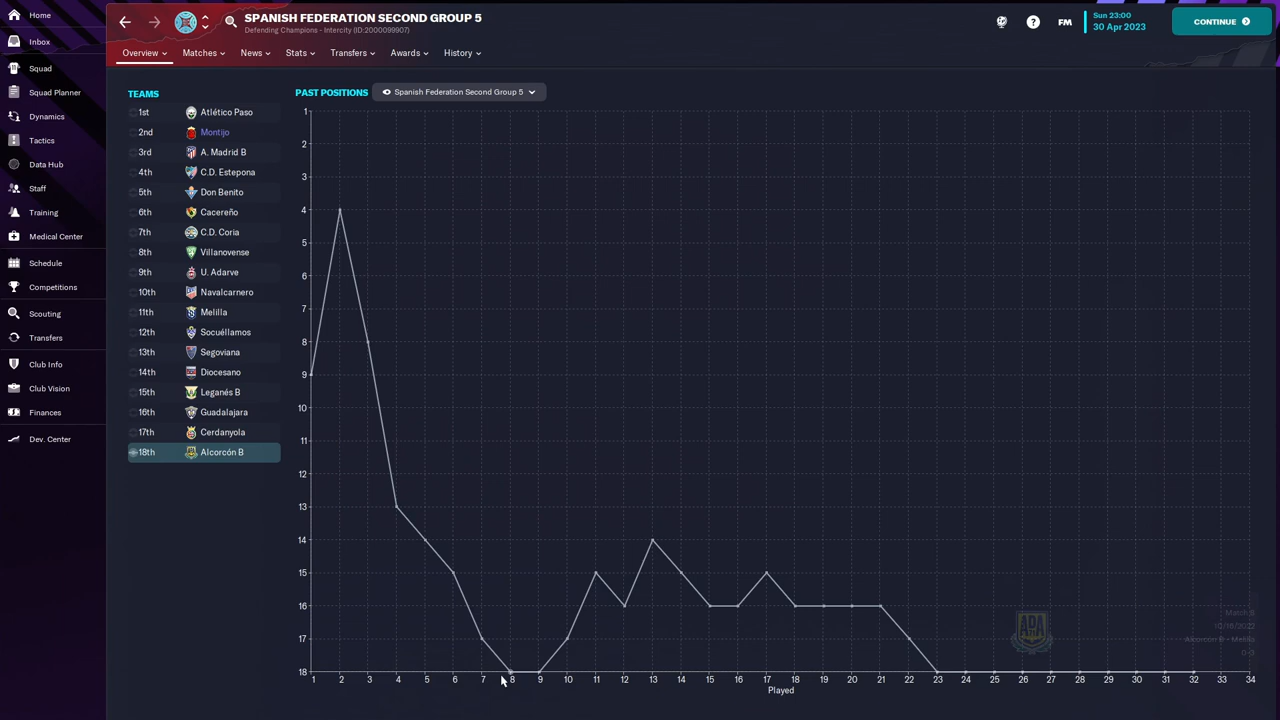 Home
SPANISH FEDERATION SECOND GROUP 5
Defending Champions - Intercity (ID:2000099907)
FM
Sun 23:00
30 Apr 2023
CONTINUE
Inbox
Squad
Squad Planner
Dynamics
Tactics
Data Hub
Staff
Training
Medical Center
Schedule
Competitions
Scouting
Transfers
Club Info
Club Vision
Finances
Dev. Center
Overview
Matches
News
Stats
Transfers
Awards
History
TEAMS
1st Atlético Paso
2nd Montijo
3rd A. Madrid B
4th C.D. Estepona
5th Don Benito
6th Cacereño
7th C.D. Coria
8th Villanovense
9th U. Adarve
10th Navalcarnero
11th Melilla
12th Socuéllamos
13th Segoviana
14th Diocesano
15th Leganés B
16th Guadalajara
17th Cerdanyola
18th Alcorcón B
PAST POSITIONS
Spanish Federation Second Group 5
1
2
3
4
5
6
7
8
9
10
11
12
13
14
15
16
17
18
1 2 3 4 5 6 7 8 9 10 11 12 13 14 15 16 17 18 19 20 21 22 23 24 25 26 27 28 29 30 31 32 33 34
Played
Match 8
10/18/2022
Alcorcón B - Melilla